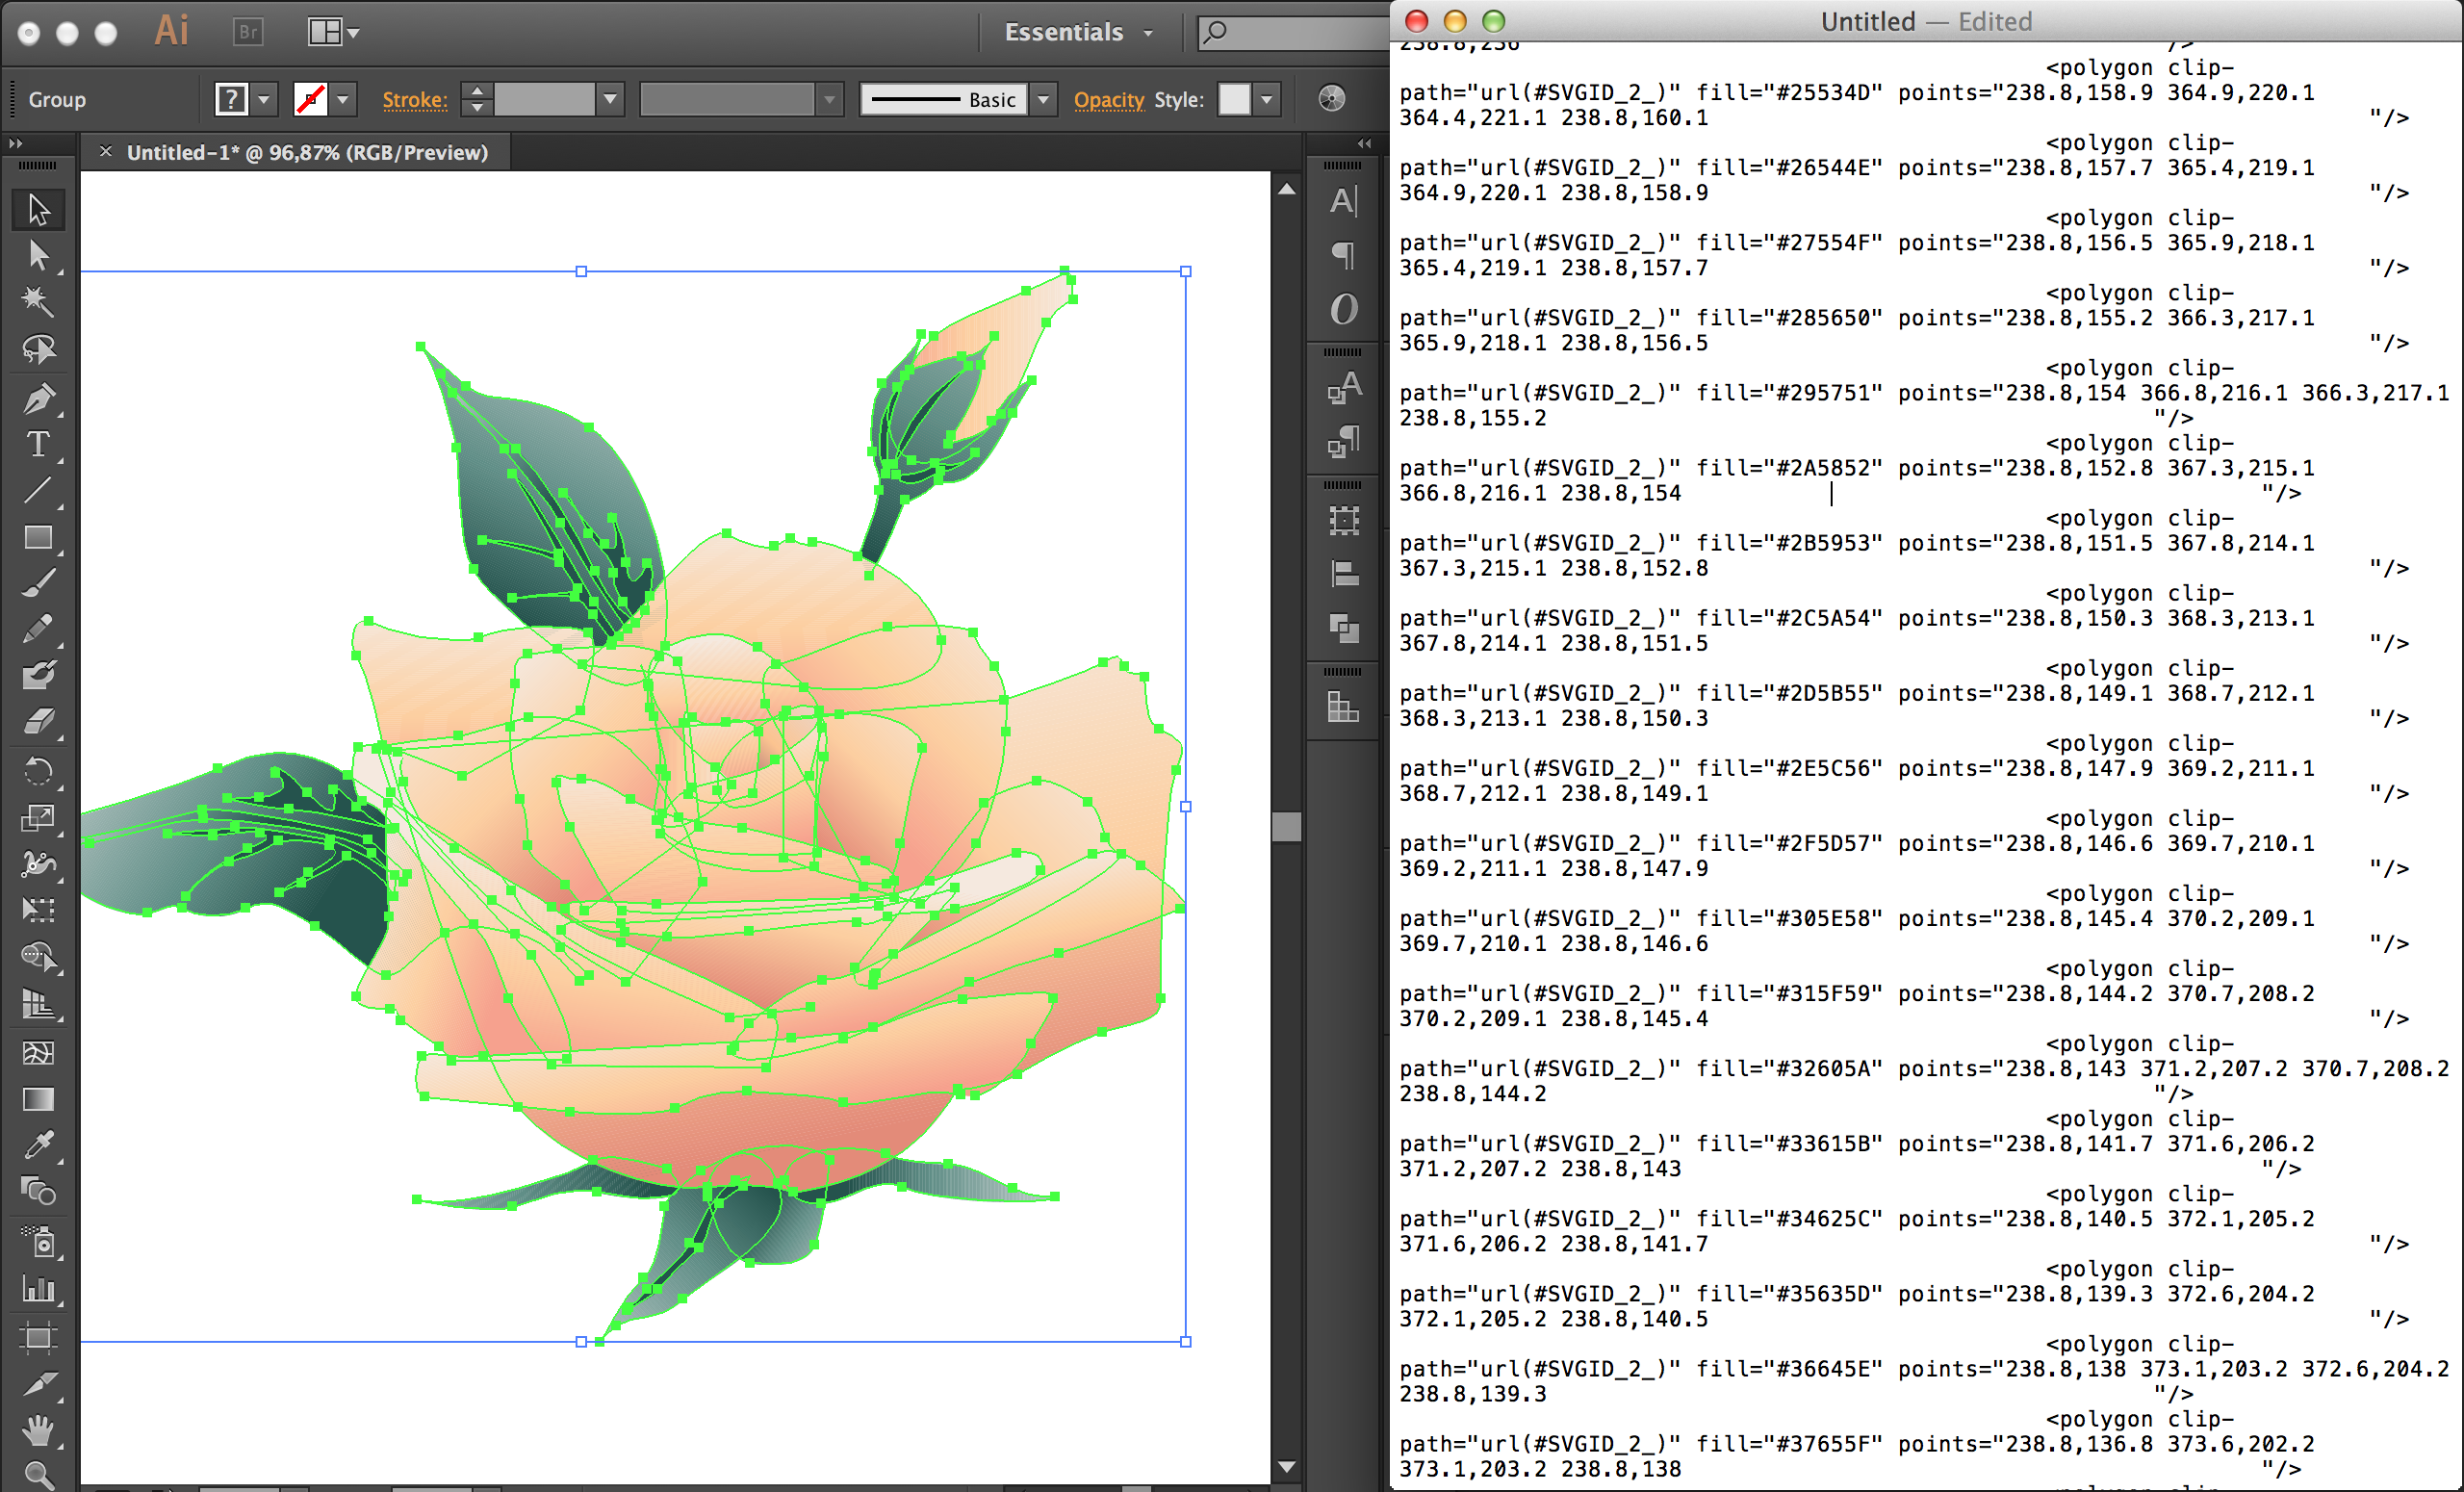 Ai
Br
Essentials
Group
?
Stroke:
Basic
Opacity
Style:
× Untitled-1* @ 96,87% (RGB/Preview)
Untitled — Edited
238.8,236 "/>
<polygon clip-
path="url(#SVGID_2_)" fill="#25534D" points="238.8,158.9 364.9,220.1
364.4,221.1 238.8,160.1 "/>
<polygon clip-
path="url(#SVGID_2_)" fill="#26544E" points="238.8,157.7 365.4,219.1
364.9,220.1 238.8,158.9 "/>
<polygon clip-
path="url(#SVGID_2_)" fill="#27554F" points="238.8,156.5 365.9,218.1
365.4,219.1 238.8,157.7 "/>
<polygon clip-
path="url(#SVGID_2_)" fill="#285650" points="238.8,155.2 366.3,217.1
365.9,218.1 238.8,156.5 "/>
<polygon clip-
path="url(#SVGID_2_)" fill="#295751" points="238.8,154 366.8,216.1 366.3,217.1
238.8,155.2 "/>
<polygon clip-
path="url(#SVGID_2_)" fill="#2A5852" points="238.8,152.8 367.3,215.1
366.8,216.1 238.8,154 "/>
<polygon clip-
path="url(#SVGID_2_)" fill="#2B5953" points="238.8,151.5 367.8,214.1
367.3,215.1 238.8,152.8 "/>
<polygon clip-
path="url(#SVGID_2_)" fill="#2C5A54" points="238.8,150.3 368.3,213.1
367.8,214.1 238.8,151.5 "/>
<polygon clip-
path="url(#SVGID_2_)" fill="#2D5B55" points="238.8,149.1 368.7,212.1
368.3,213.1 238.8,150.3 "/>
<polygon clip-
path="url(#SVGID_2_)" fill="#2E5C56" points="238.8,147.9 369.2,211.1
368.7,212.1 238.8,149.1 "/>
<polygon clip-
path="url(#SVGID_2_)" fill="#2F5D57" points="238.8,146.6 369.7,210.1
369.2,211.1 238.8,147.9 "/>
<polygon clip-
path="url(#SVGID_2_)" fill="#305E58" points="238.8,145.4 370.2,209.1
369.7,210.1 238.8,146.6 "/>
<polygon clip-
path="url(#SVGID_2_)" fill="#315F59" points="238.8,144.2 370.7,208.2
370.2,209.1 238.8,145.4 "/>
<polygon clip-
path="url(#SVGID_2_)" fill="#32605A" points="238.8,143 371.2,207.2 370.7,208.2
238.8,144.2 "/>
<polygon clip-
path="url(#SVGID_2_)" fill="#33615B" points="238.8,141.7 371.6,206.2
371.2,207.2 238.8,143 "/>
<polygon clip-
path="url(#SVGID_2_)" fill="#34625C" points="238.8,140.5 372.1,205.2
371.6,206.2 238.8,141.7 "/>
<polygon clip-
path="url(#SVGID_2_)" fill="#35635D" points="238.8,139.3 372.6,204.2
372.1,205.2 238.8,140.5 "/>
<polygon clip-
path="url(#SVGID_2_)" fill="#36645E" points="238.8,138 373.1,203.2 372.6,204.2
238.8,139.3 "/>
<polygon clip-
path="url(#SVGID_2_)" fill="#37655F" points="238.8,136.8 373.6,202.2
373.1,203.2 238.8,138 "/>